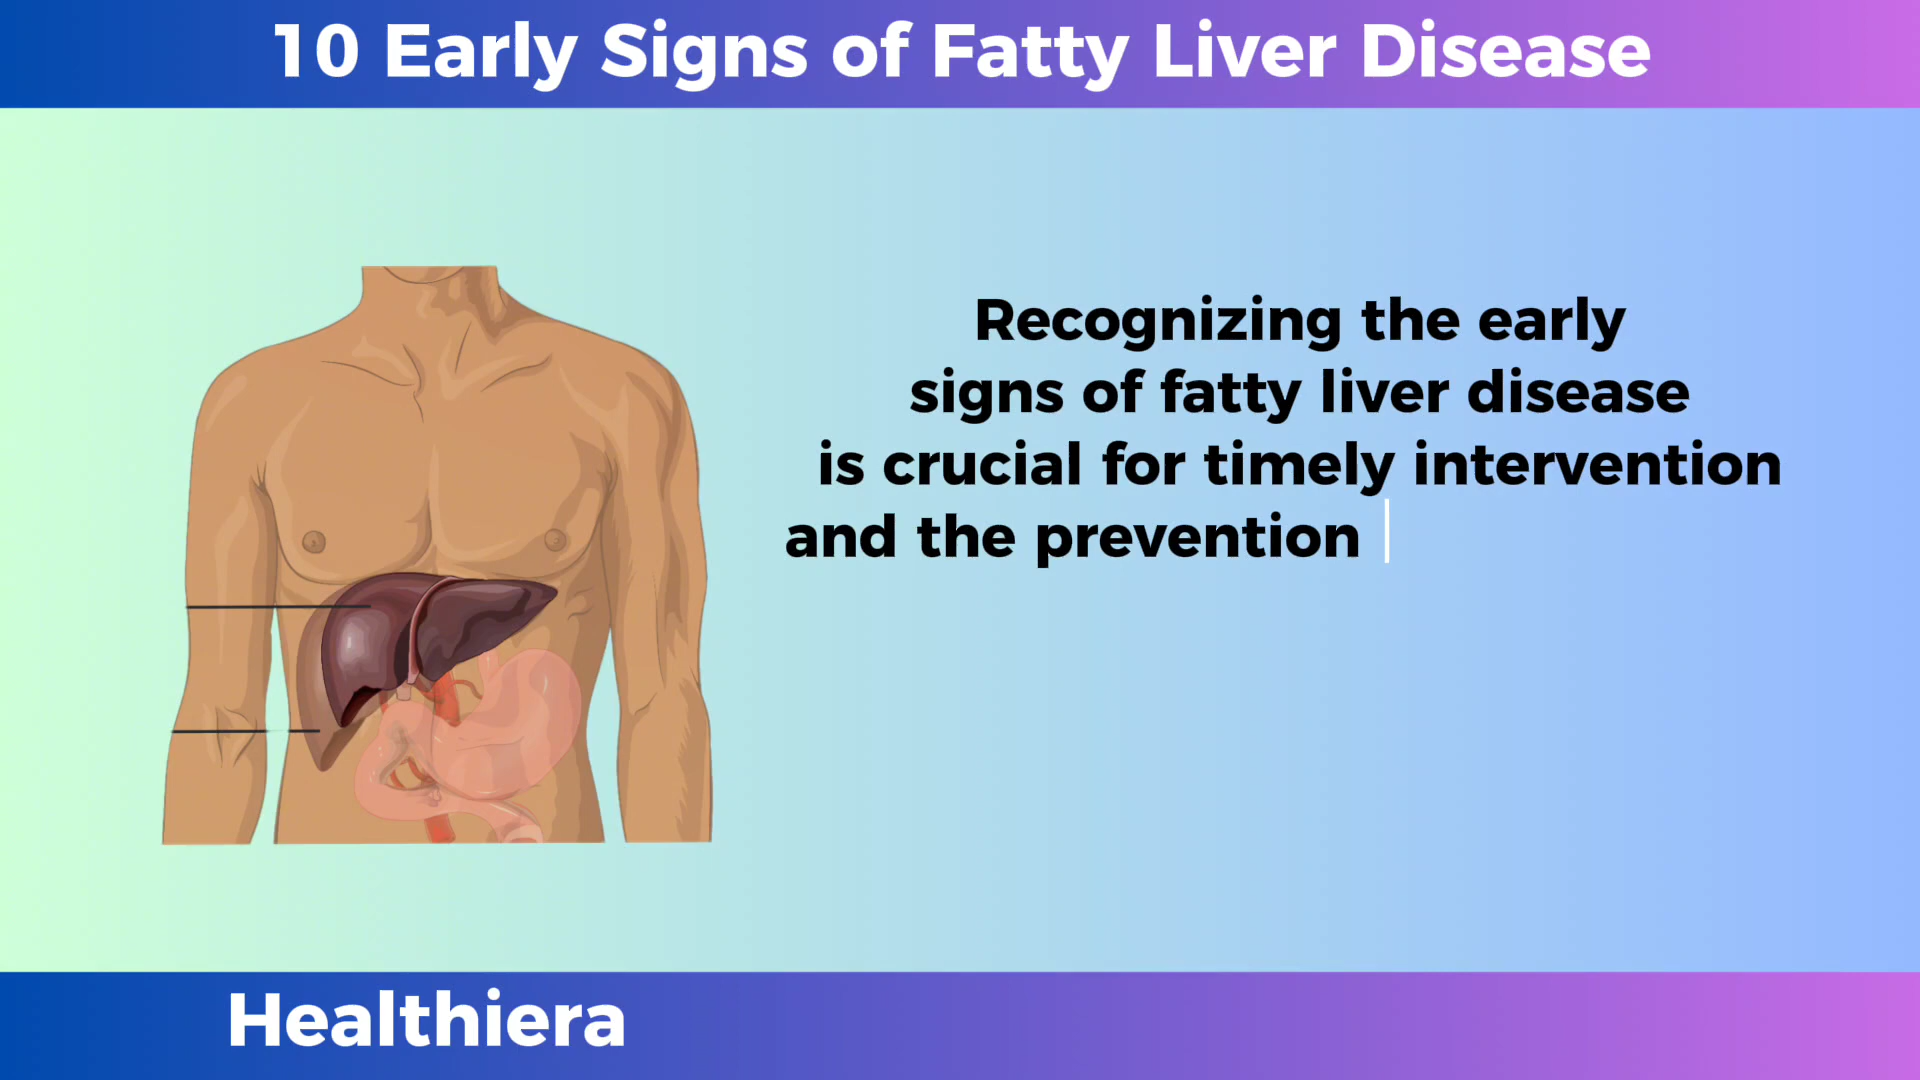 10 Early Signs of Fatty Liver Disease
Recognizing the early
signs of fatty liver disease
is crucial for timely intervention
and the prevention
Healthiera